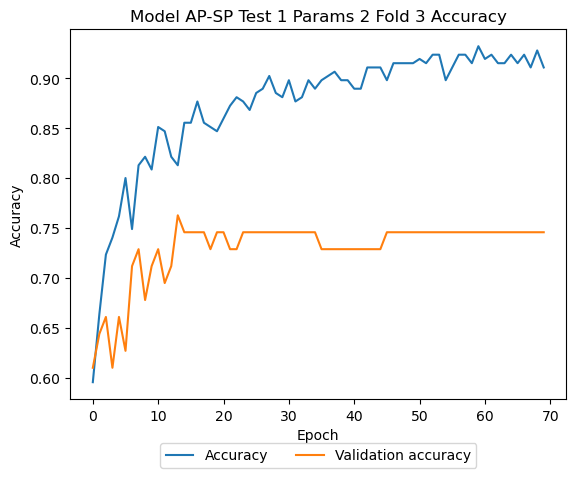 Model AP-SP Test 1 Params 2 Fold 3 Accuracy
Accuracy
0.90
0.85
0.80
0.75
0.70
0.65
0.60
0 10 20 30 40 50 60 70
Epoch
Accuracy Validation accuracy